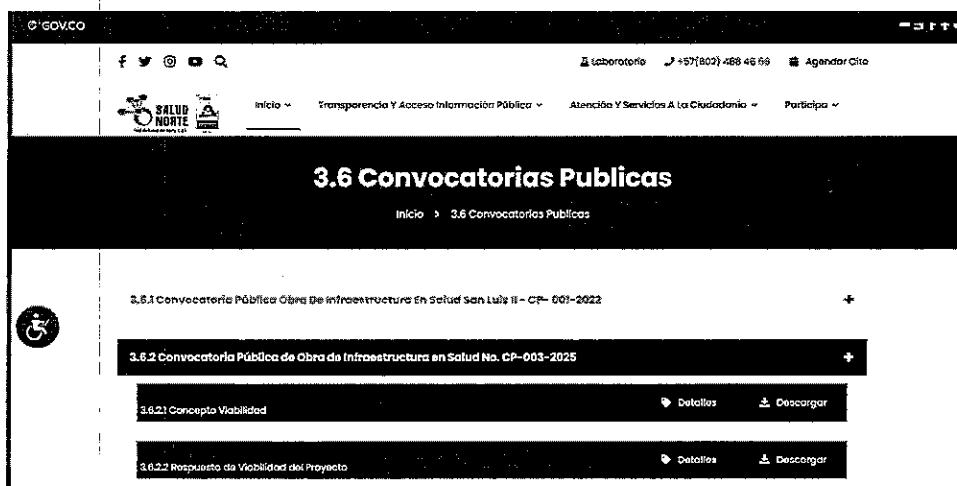 GOV.CO
Laboratorio +57(602) 488 46 69 Agendar Cita
SALUD NORTE
Inicio Transparencia Y Acceso Información Pública Atención Y Servicios A La Ciudadanía Participa
3.6 Convocatorias Publicas
Inicio > 3.6 Convocatorias Publicas
3.6.1 Convocatoria Pública Obra De Infraestructura En Salud San Luis II - CP- 001-2022 +
3.6.2 Convocatoria Pública de Obra de Infraestructura en Salud No. CP-003-2025 +
3.6.2.1 Concepto Viabilidad Detalles Descargar
3.6.2.2 Respuesta de Viabilidad del Proyecto Detalles Descargar